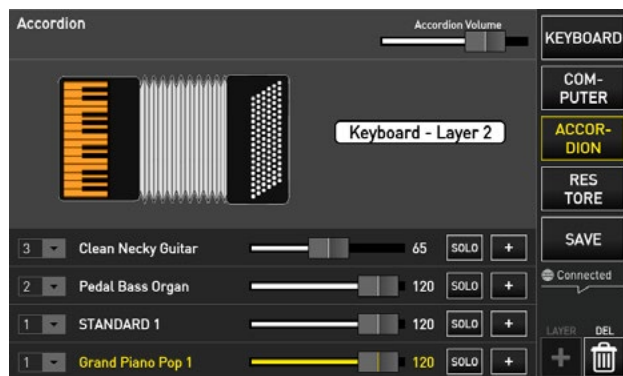 Accordion
Accordion Volume
KEYBOARD
COM-
PUTER
Keyboard - Layer 2
ACCOR-
DION
RES
TORE
3 Clean Necky Guitar 65 SOLO +
SAVE
Connected
2 Pedal Bass Organ 120 SOLO +
1 STANDARD 1 120 SOLO +
LAYER DEL
1 Grand Piano Pop 1 120 SOLO +
+